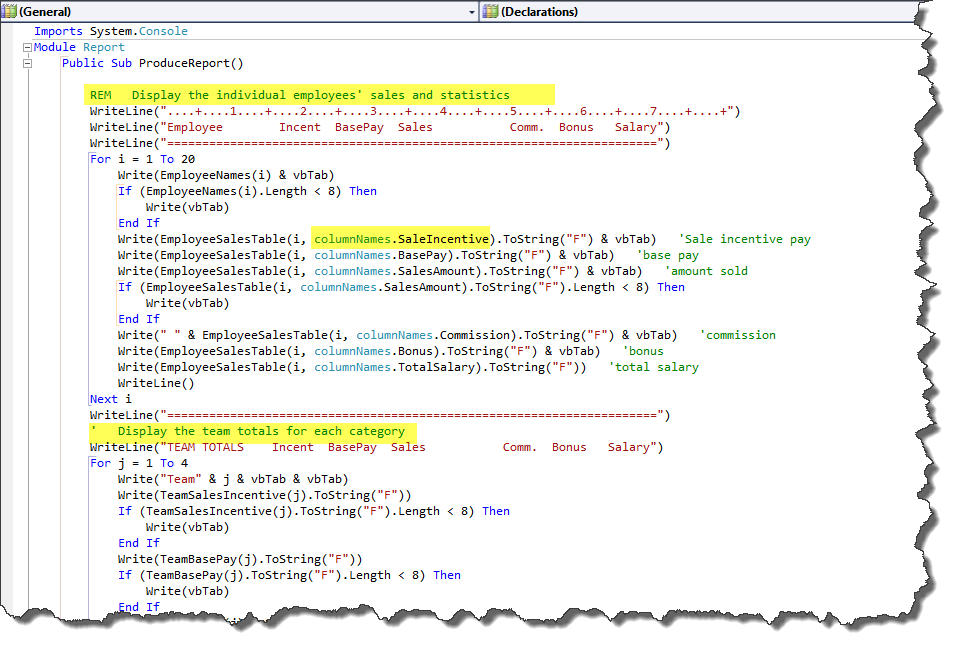 (General) (Declarations)
Imports System.Console
Module Report
Public Sub ProduceReport()
REM   Display the individual employees' sales and statistics
WriteLine("....+....1....+....2....+....3....+....4....+....5....+....6....+....7....+....+")
WriteLine("Employee        Incent  BasePay  Sales           Comm.  Bonus   Salary")
WriteLine("======================================================================")
For i = 1 To 20
Write(EmployeeNames(i) & vbTab)
If (EmployeeNames(i).Length < 8) Then
Write(vbTab)
End If
Write(EmployeeSalesTable(i, columnNames.SaleIncentive).ToString("F") & vbTab)   'Sale incentive pay
Write(EmployeeSalesTable(i, columnNames.BasePay).ToString("F") & vbTab)   'base pay
Write(EmployeeSalesTable(i, columnNames.SalesAmount).ToString("F") & vbTab)   'amount sold
If (EmployeeSalesTable(i, columnNames.SalesAmount).ToString("F").Length < 8) Then
Write(vbTab)
End If
Write(" " & EmployeeSalesTable(i, columnNames.Commission).ToString("F") & vbTab)   'commission
Write(EmployeeSalesTable(i, columnNames.Bonus).ToString("F") & vbTab)   'bonus
Write(EmployeeSalesTable(i, columnNames.TotalSalary).ToString("F"))   'total salary
WriteLine()
Next i
WriteLine("======================================================================")
'   Display the team totals for each category
WriteLine("TEAM TOTALS    Incent  BasePay  Sales           Comm.  Bonus   Salary")
For j = 1 To 4
Write("Team" & j & vbTab & vbTab)
Write(TeamSalesIncentive(j).ToString("F"))
If (TeamSalesIncentive(j).ToString("F").Length < 8) Then
Write(vbTab)
End If
Write(TeamBasePay(j).ToString("F"))
If (TeamBasePay(j).ToString("F").Length < 8) Then
Write(vbTab)
End If